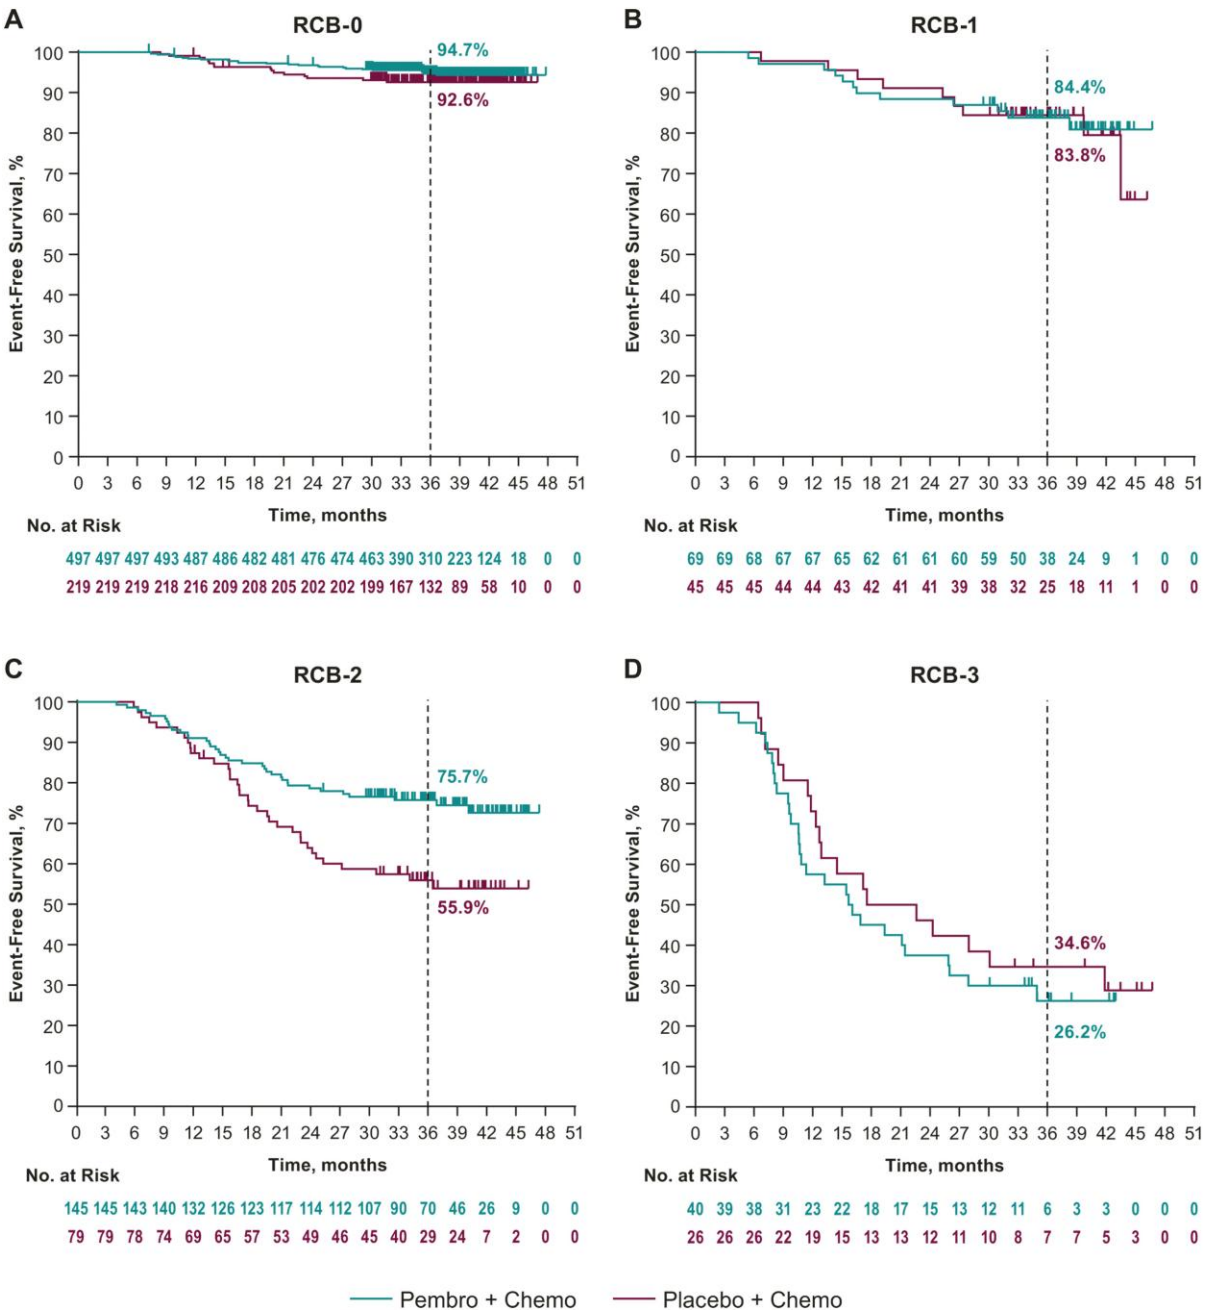 A
RCB-0
100
90
80
70
60
50
40
30
20
10
0
Event-Free Survival, %
94.7%
92.6%
0 3 6 9 12 15 18 21 24 27 30 33 36 39 42 45 48 51
Time, months
No. at Risk
497 497 497 493 487 486 482 481 476 474 463 390 310 223 124 18 0 0
219 219 219 218 216 209 208 205 202 202 199 167 132 89 58 10 0 0
B
RCB-1
100
90
80
70
60
50
40
30
20
10
0
Event-Free Survival, %
84.4%
83.8%
0 3 6 9 12 15 18 21 24 27 30 33 36 39 42 45 48 51
Time, months
No. at Risk
69 69 68 67 67 65 62 61 61 60 59 50 38 24 9 1 0 0
45 45 45 44 44 43 42 41 41 39 38 32 25 18 11 1 0 0
C
RCB-2
100
90
80
70
60
50
40
30
20
10
0
Event-Free Survival, %
75.7%
55.9%
0 3 6 9 12 15 18 21 24 27 30 33 36 39 42 45 48 51
Time, months
No. at Risk
145 145 143 140 132 126 123 117 114 112 107 90 70 46 26 9 0 0
79 79 78 74 69 65 57 53 49 46 45 40 29 24 7 2 0 0
D
RCB-3
100
90
80
70
60
50
40
30
20
10
0
Event-Free Survival, %
34.6%
26.2%
0 3 6 9 12 15 18 21 24 27 30 33 36 39 42 45 48 51
Time, months
No. at Risk
40 39 38 31 23 22 18 17 15 13 12 11 6 3 3 0 0 0
26 26 26 22 19 15 13 13 12 11 10 8 7 7 5 3 0 0
Pembro + Chemo
Placebo + Chemo